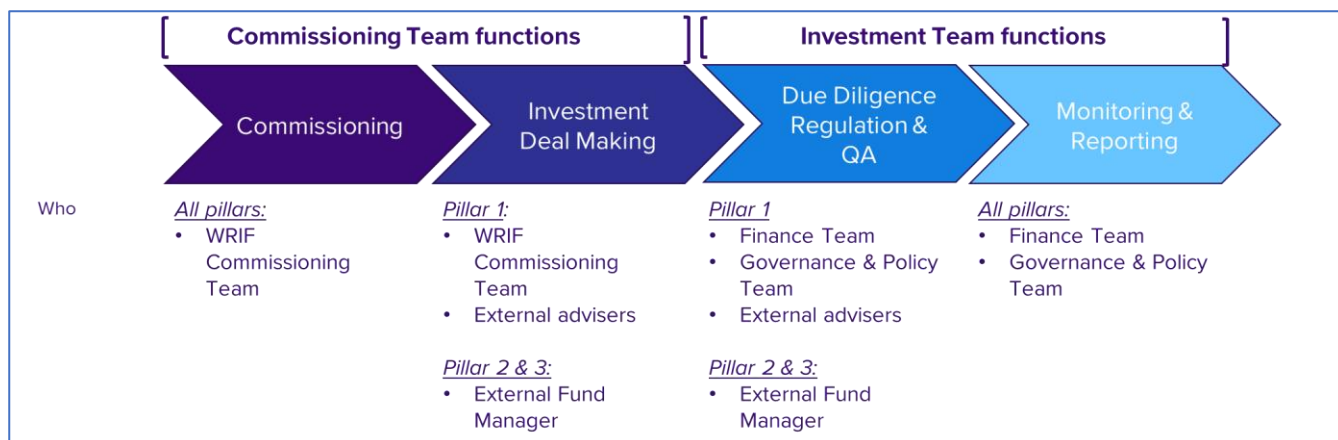 Commissioning Team functions
Investment Team functions
Commissioning
Investment
Deal Making
Due Diligence
Regulation &
QA
Monitoring &
Reporting
Who
All pillars:
• WRIF
Commissioning
Team
Pillar 1:
• WRIF
Commissioning
Team
• External advisers
Pillar 2 & 3:
• External Fund
Manager
Pillar 1
• Finance Team
• Governance & Policy
Team
• External advisers
Pillar 2 & 3:
• External Fund
Manager
All pillars:
• Finance Team
• Governance & Policy
Team